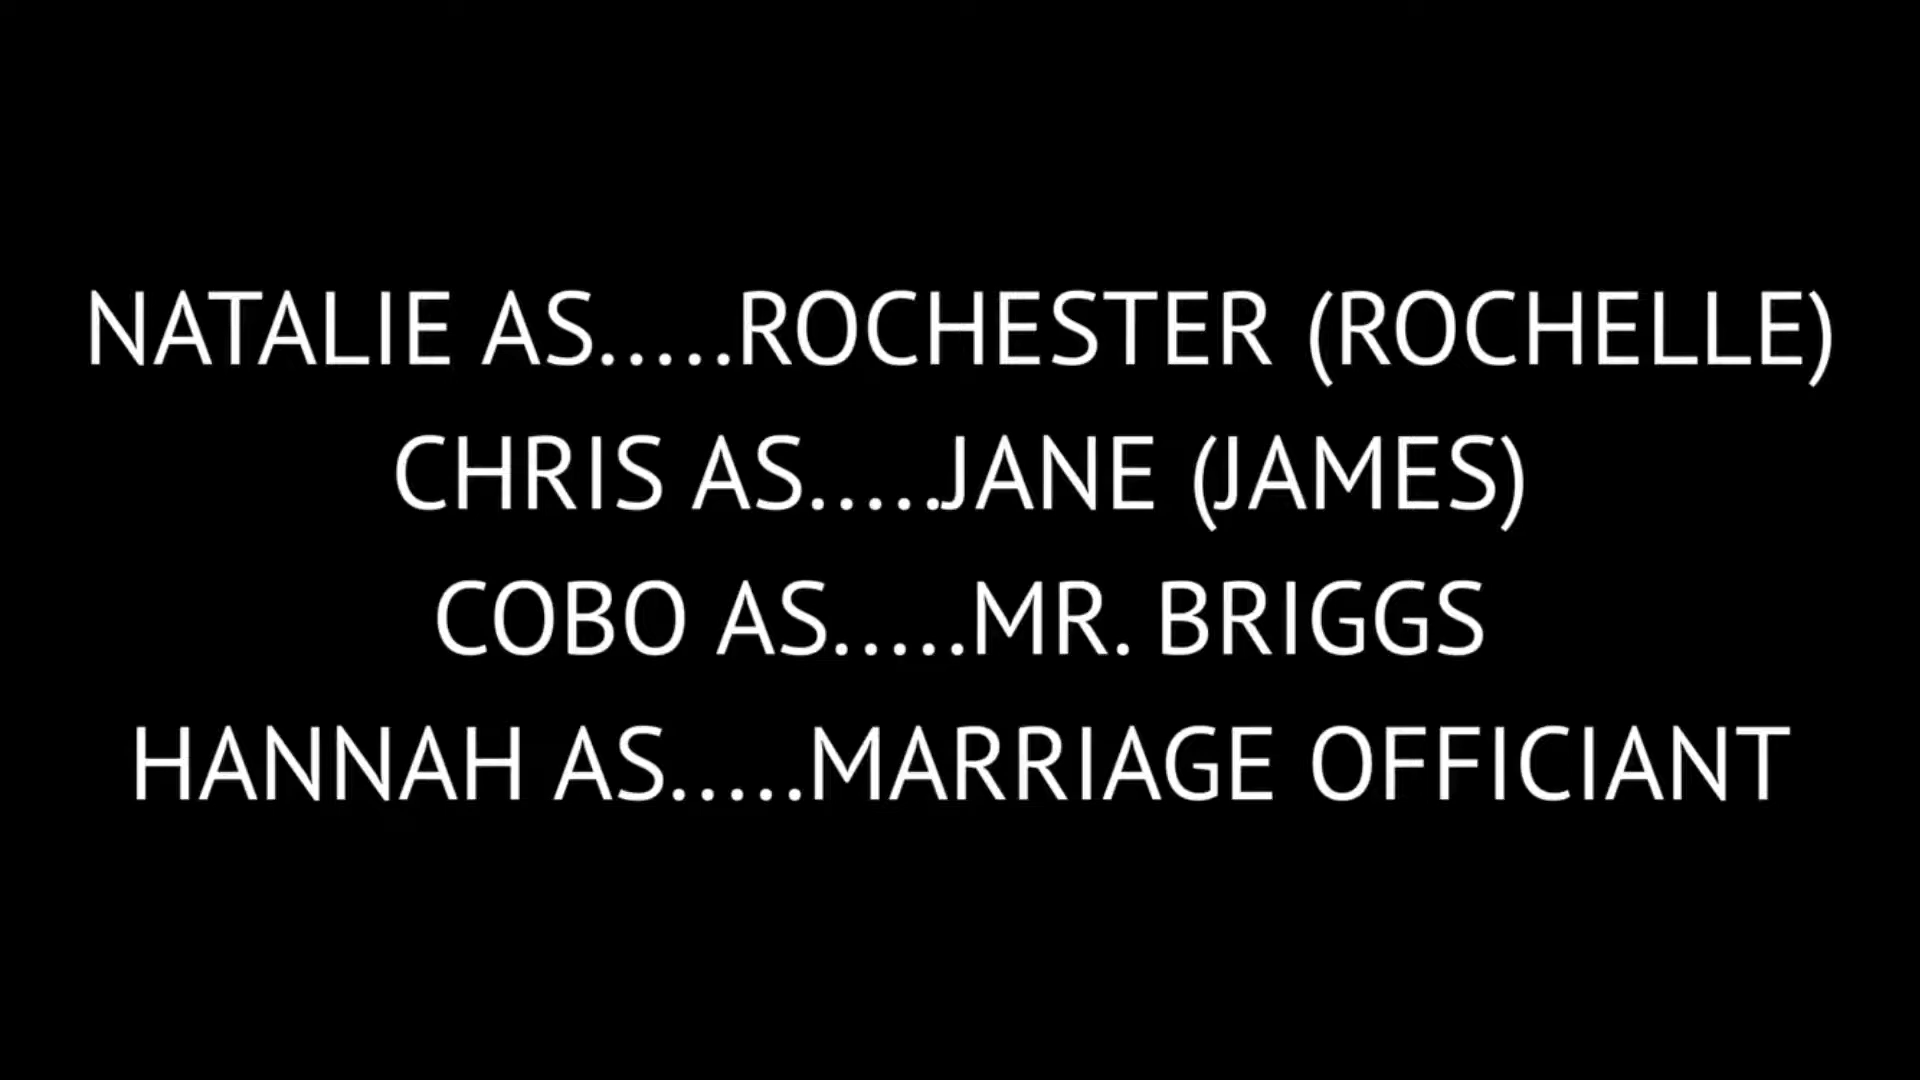 NATALIE AS.....ROCHESTER (ROCHELLE)
CHRIS AS.....JANE (JAMES)
COBO AS.....MR. BRIGGS
HANNAH AS.....MARRIAGE OFFICIANT